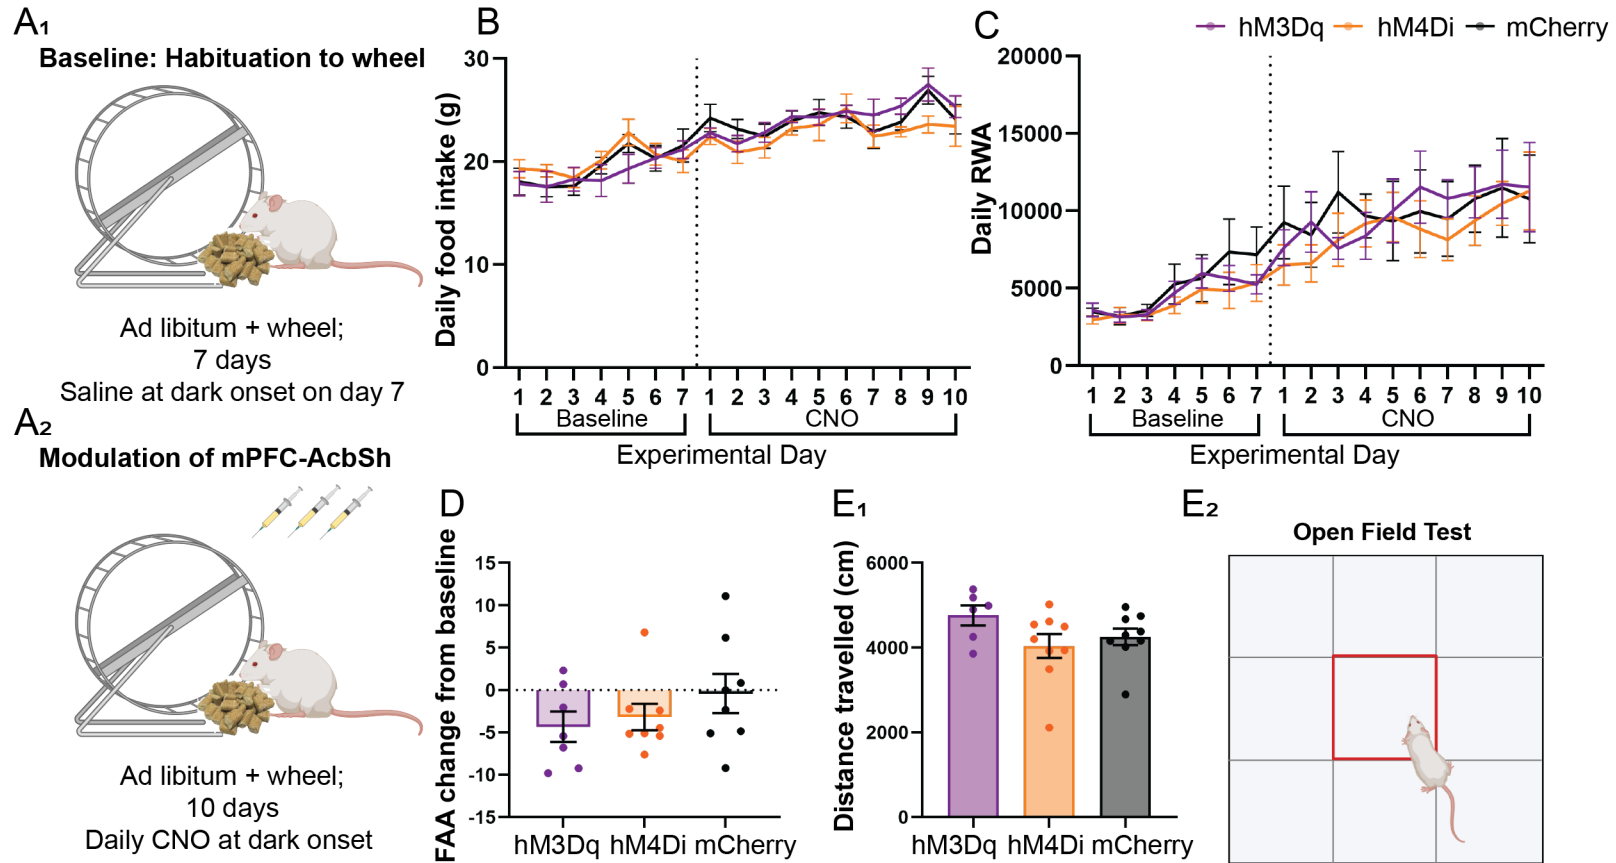 A₁
Baseline: Habituation to wheel
Ad libitum + wheel;
7 days
Saline at dark onset on day 7
A₂
Modulation of mPFC-AcbSh
Ad libitum + wheel;
10 days
Daily CNO at dark onset
B
Daily food intake (g)
30
20
10
0
1 2 3 4 5 6 7 1 2 3 4 5 6 7 8 9 10
Baseline CNO
Experimental Day
C
hM3Dq hM4Di mCherry
Daily RWA
20000
15000
10000
5000
0
1 2 3 4 5 6 7 1 2 3 4 5 6 7 8 9 10
Baseline CNO
Experimental Day
D
FAA change from baseline
15
10
5
0
-5
-10
-15
hM3Dq hM4Di mCherry
E₁
Distance travelled (cm)
6000
4000
2000
0
hM3Dq hM4Di mCherry
E₂
Open Field Test